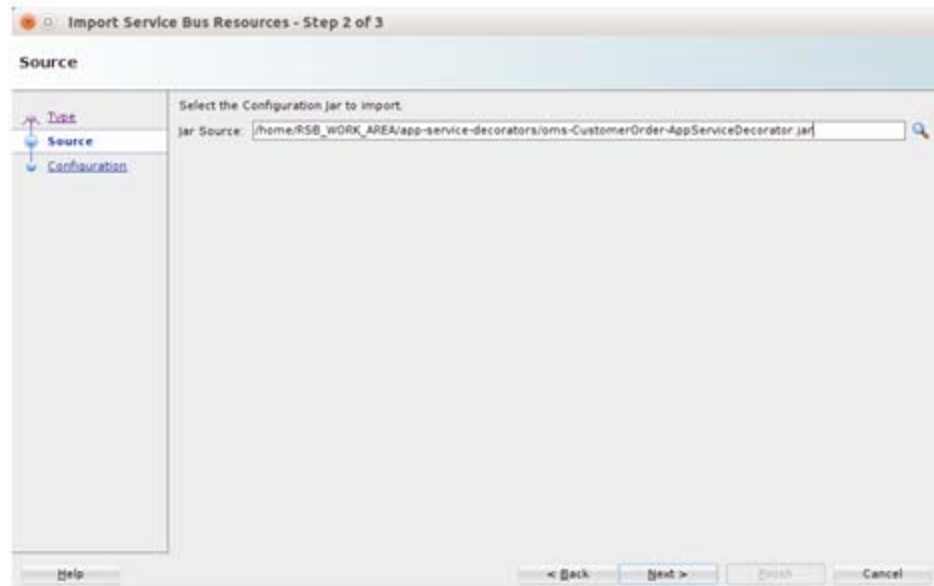 Import Service Bus Resources - Step 2 of 3
Source
Type
Source
Configuration
Select the Configuration Jar to import.
Jar Source: /home/RSB_WORK_AREA/app-service-decorators/oms-CustomerOrder-AppServiceDecorator.jar
Help
< Back
Next >
Finish
Cancel